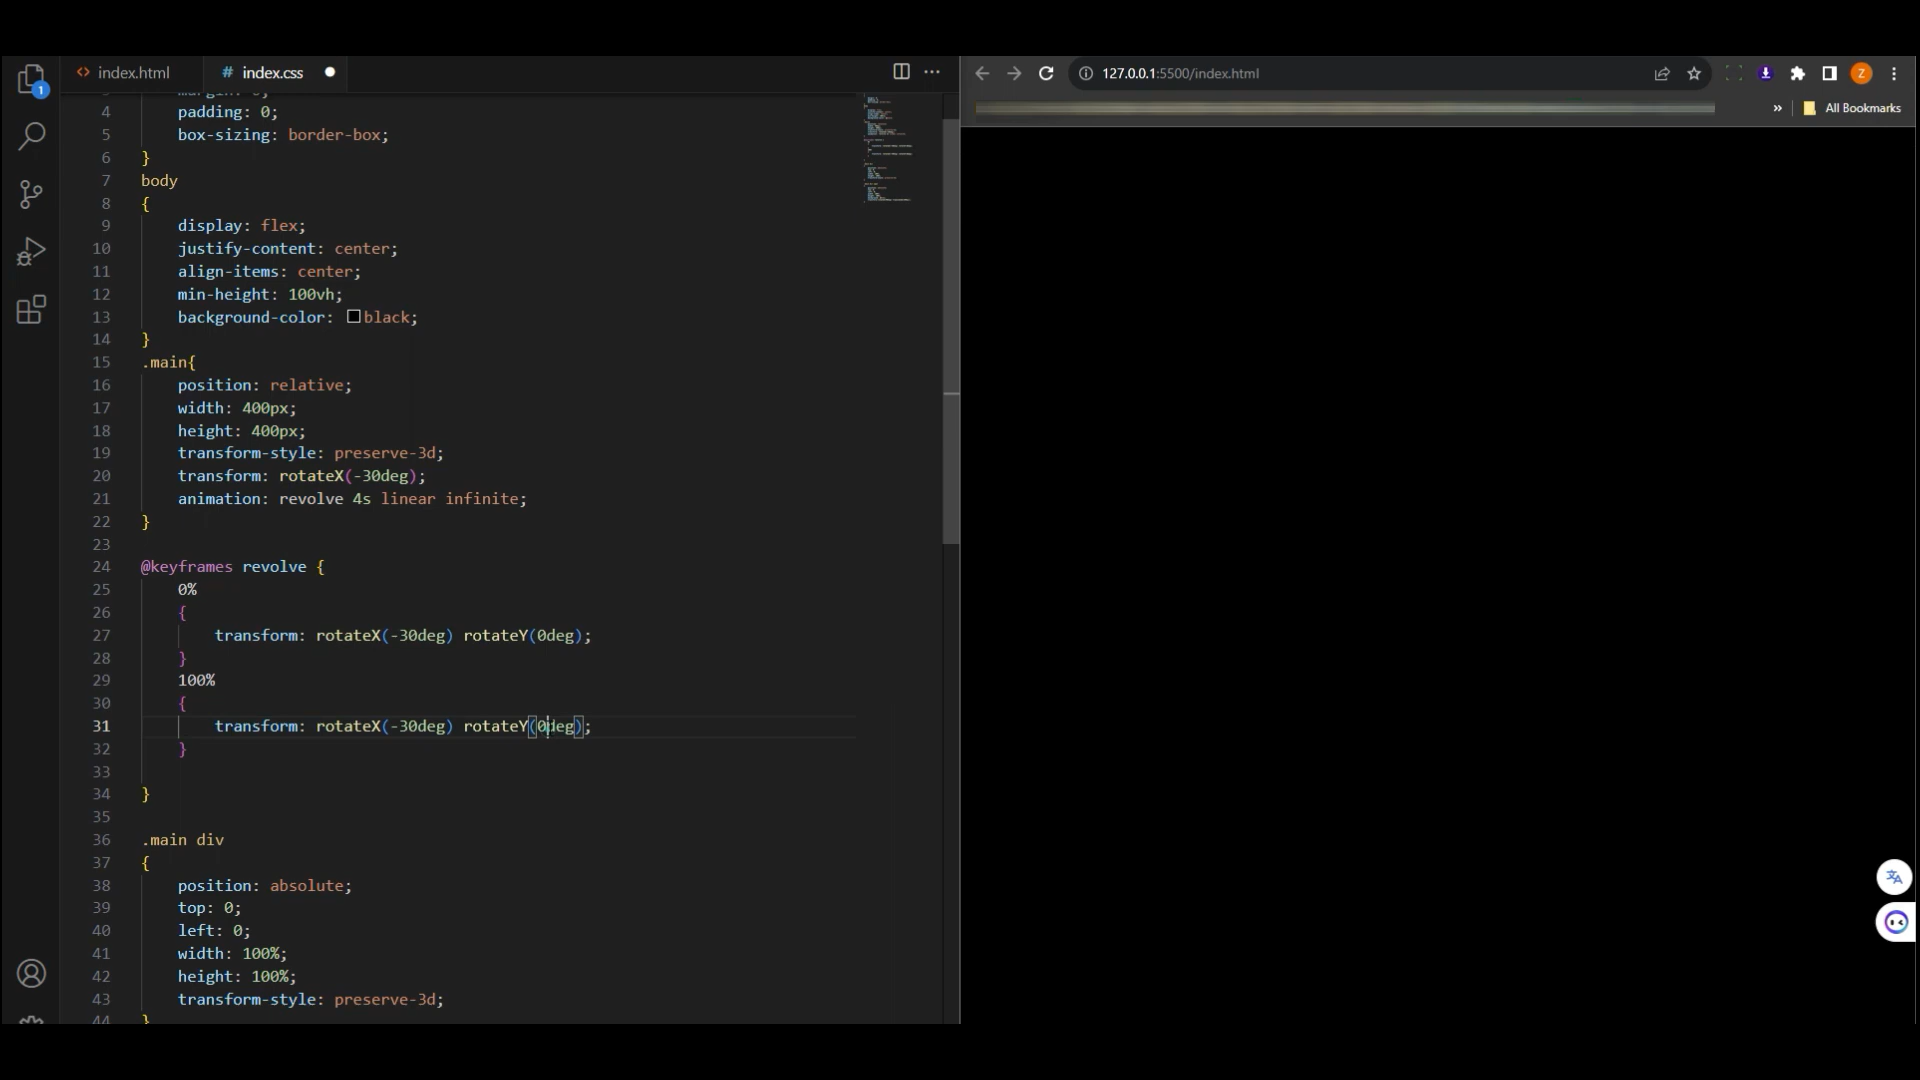 index.html
index.css
127.0.0.1:5500/index.html
Z
»
All Bookmarks
1
4 padding: 0;
5 box-sizing: border-box;
6 }
7 body
8 {
9 display: flex;
10 justify-content: center;
11 align-items: center;
12 min-height: 100vh;
13 background-color: black;
14 }
15 .main{
16 position: relative;
17 width: 400px;
18 height: 400px;
19 transform-style: preserve-3d;
20 transform: rotateX(-30deg);
21 animation: revolve 4s linear infinite;
22 }
23
24 @keyframes revolve {
25 0%
26 {
27 transform: rotateX(-30deg) rotateY(0deg);
28 }
29 100%
30 {
31 transform: rotateX(-30deg) rotateY(0deg);
32 }
33
34 }
35
36 .main div
37 {
38 position: absolute;
39 top: 0;
40 left: 0;
41 width: 100%;
42 height: 100%;
43 transform-style: preserve-3d;
44 }